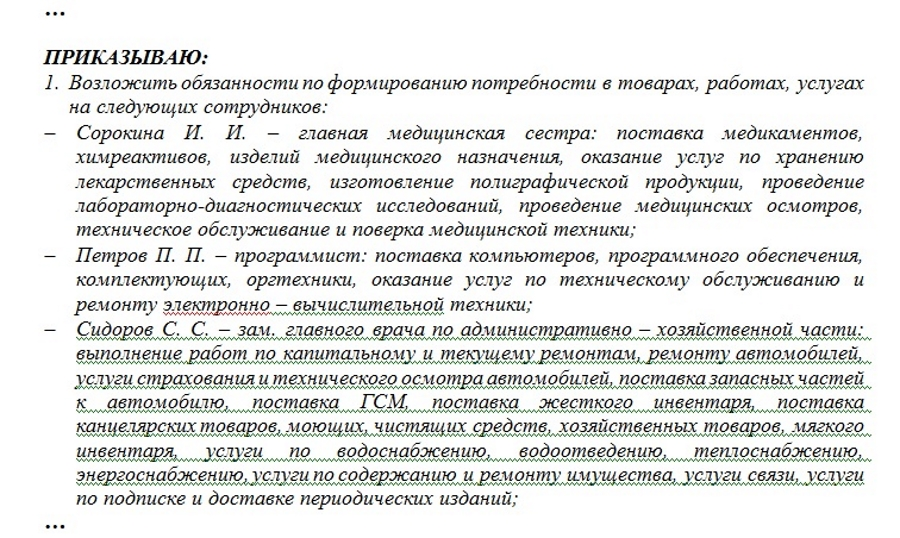 ...
ПРИКАЗЫВАЮ:
1. Возложить обязанности по формированию потребности в товарах, работах, услугах
на следующих сотрудников:
– Сорокина И. И. – главная медицинская сестра: поставка медикаментов,
химреактивов, изделий медицинского назначения, оказание услуг по хранению
лекарственных средств, изготовление полиграфической продукции, проведение
лабораторно-диагностических исследований, проведение медицинских осмотров,
техническое обслуживание и поверка медицинской техники;
– Петров П. П. – программист: поставка компьютеров, программного обеспечения,
комплектующих, оргтехники, оказание услуг по техническому обслуживанию и
ремонту электронно – вычислительной техники;
– Сидоров С. С. – зам. главного врача по административно – хозяйственной части:
выполнение работ по капитальному и текущему ремонтам, ремонту автомобилей,
услуги страхования и технического осмотра автомобилей, поставка запасных частей
к автомобилю, поставка ГСМ, поставка жесткого инвентаря, поставка
канцелярских товаров, моющих, чистящих средств, хозяйственных товаров, мягкого
инвентаря, услуги по водоснабжению, водоотведению, теплоснабжению,
энергоснабжению, услуги по содержанию и ремонту имущества, услуги связи, услуги
по подписке и доставке периодических изданий;
...